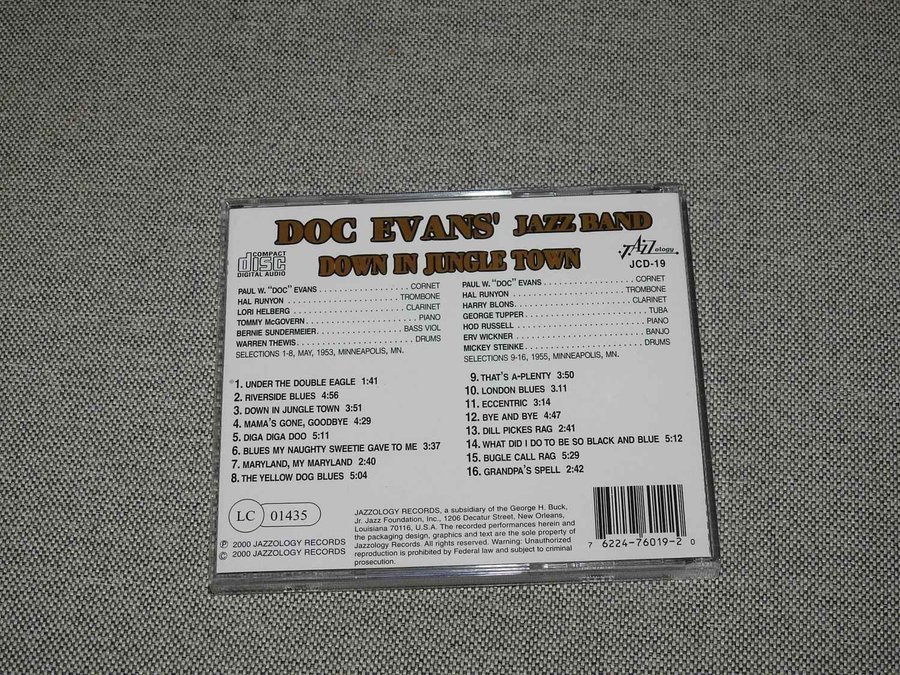 DOC EVANS' JAZZ BAND
DOWN IN JUNGLE TOWN
COMPACT
disc
DIGITAL AUDIO
JAZZology
JCD-19
PAUL W. "DOC" EVANS . . . . . . . . . . . . . . . . . . CORNET
HAL RUNYON . . . . . . . . . . . . . . . . . . . . . . TROMBONE
LORI HELBERG . . . . . . . . . . . . . . . . . . . . . CLARINET
TOMMY McGOVERN . . . . . . . . . . . . . . . . . . . . PIANO
BERNIE SUNDERMEIER . . . . . . . . . . . . . . . . BASS VIOL
WARREN THEWIS . . . . . . . . . . . . . . . . . . . . . DRUMS
SELECTIONS 1-8, MAY, 1953, MINNEAPOLIS, MN.
PAUL W. "DOC" EVANS . . . . . . . . . . . . . . . . . . CORNET
HAL RUNYON . . . . . . . . . . . . . . . . . . . . . . TROMBONE
HARRY BLONS . . . . . . . . . . . . . . . . . . . . . . CLARINET
GEORGE TUPPER . . . . . . . . . . . . . . . . . . . . . TUBA
HOD RUSSELL . . . . . . . . . . . . . . . . . . . . . . PIANO
ERV WICKNER . . . . . . . . . . . . . . . . . . . . . . BANJO
MICKEY STEINKE . . . . . . . . . . . . . . . . . . . . . DRUMS
SELECTIONS 9-16, 1955, MINNEAPOLIS, MN.
1. UNDER THE DOUBLE EAGLE 1:41
2. RIVERSIDE BLUES 4:56
3. DOWN IN JUNGLE TOWN 3:51
4. MAMA'S GONE, GOODBYE 4:29
5. DIGA DIGA DOO 5:11
6. BLUES MY NAUGHTY SWEETIE GAVE TO ME 3:37
7. MARYLAND, MY MARYLAND 2:40
8. THE YELLOW DOG BLUES 5:04
9. THAT'S A-PLENTY 3:50
10. LONDON BLUES 3.11
11. ECCENTRIC 3:14
12. BYE AND BYE 4:47
13. DILL PICKES RAG 2:41
14. WHAT DID I DO TO BE SO BLACK AND BLUE 5:12
15. BUGLE CALL RAG 5:29
16. GRANDPA'S SPELL 2:42
LC 01435
℗ 2000 JAZZOLOGY RECORDS
© 2000 JAZZOLOGY RECORDS
JAZZOLOGY RECORDS, a subsidiary of the George H. Buck,
Jr. Jazz Foundation, Inc., 1206 Decatur Street, New Orleans,
Louisiana 70116, U.S.A. The recorded performances herein and
the packaging design, graphics and text are the sole property of
Jazzology Records. All rights reserved. Warning: Unauthorized
reproduction is prohibited by Federal law and subject to criminal
prosecution.
7 62247-76019-2 0